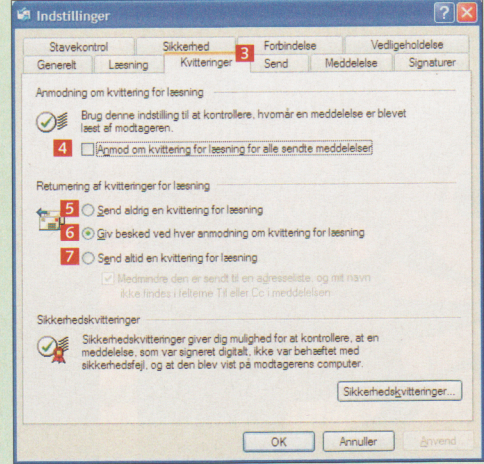 Indstillinger
Stavekontrol Sikkerhed Forbindelse Vedligeholdelse
3
Generelt Læsning Kvitteringer Send Meddelelse Signaturer
Anmodning om kvittering for læsning
Brug denne indstilling til at kontrollere, hvornår en meddelelse er blevet
læst af modtageren.
4 Anmod om kvittering for læsning for alle sendte meddelelser
Returnering af kvitteringer for læsning
5 Send aldrig en kvittering for læsning
6 Giv besked ved hver anmodning om kvittering for læsning
7 Send altid en kvittering for læsning
Medmindre den er sendt til en adresseliste, og mit navn
ikke findes i felterne Til eller Cc i meddelelsen
Sikkerhedskvitteringer
Sikkerhedskvitteringer giver dig mulighed for at kontrollere, at en
meddelelse, som var signeret digitalt, ikke var behæftet med
sikkerhedsfejl, og at den blev vist på modtagerens computer.
Sikkerhedskvitteringer...
OK Annuller Anvend